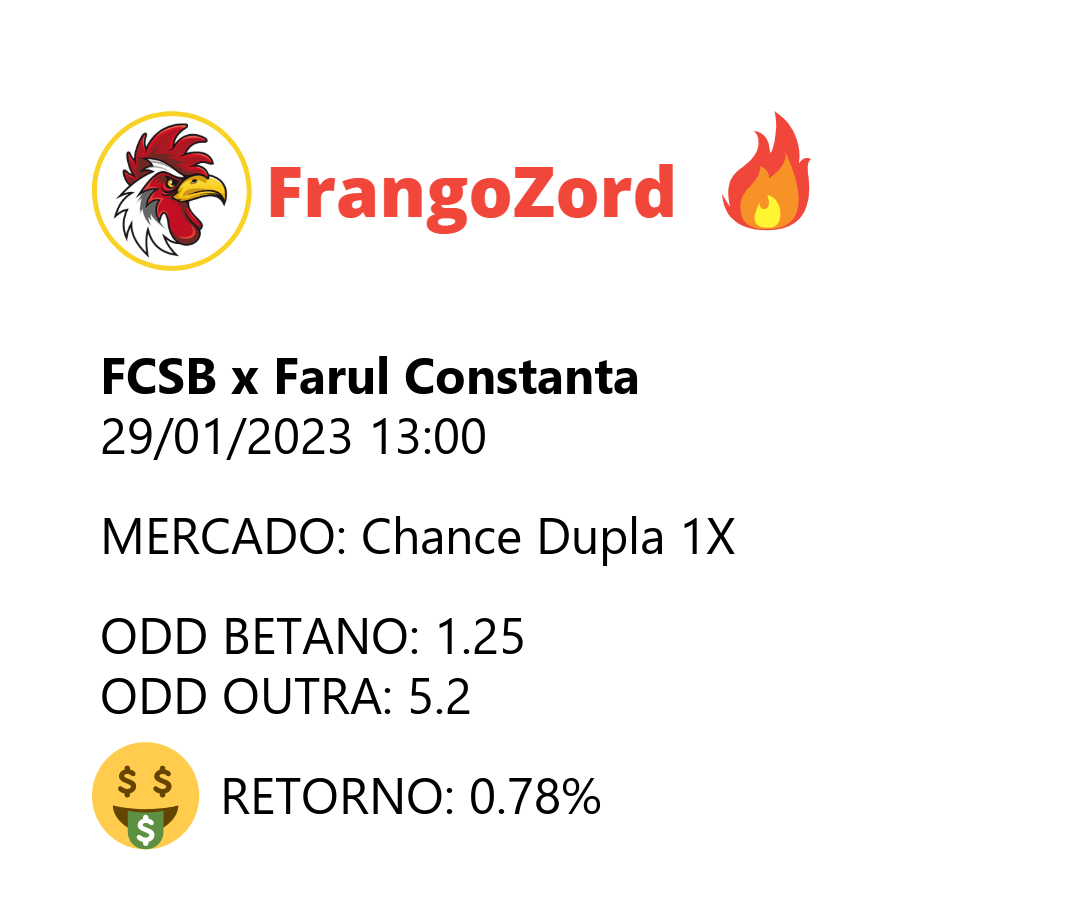 FrangoZord
FCSB x Farul Constanta
29/01/2023 13:00
MERCADO: Chance Dupla 1X
ODD BETANO: 1.25
ODD OUTRA: 5.2
RETORNO: 0.78%